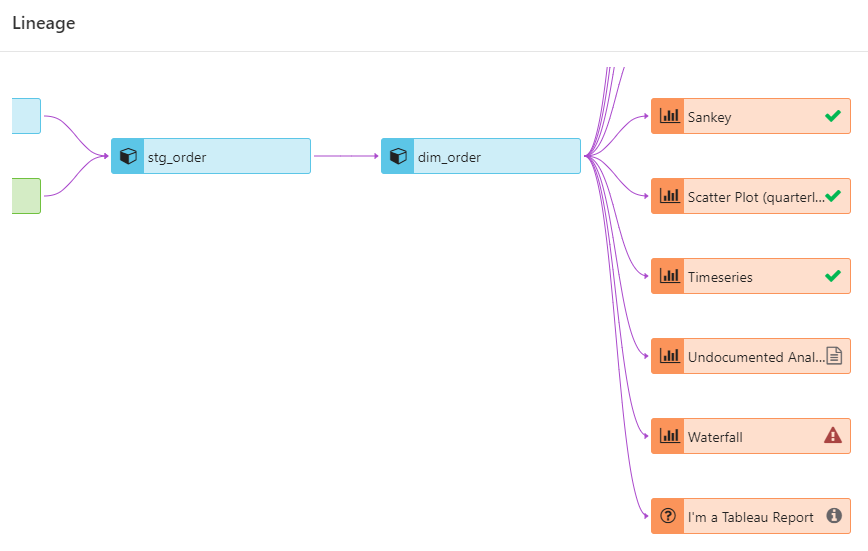 Lineage
stg_order
dim_order
Sankey
Scatter Plot (quarterl...
Timeseries
Undocumented Anal...
Waterfall
I'm a Tableau Report